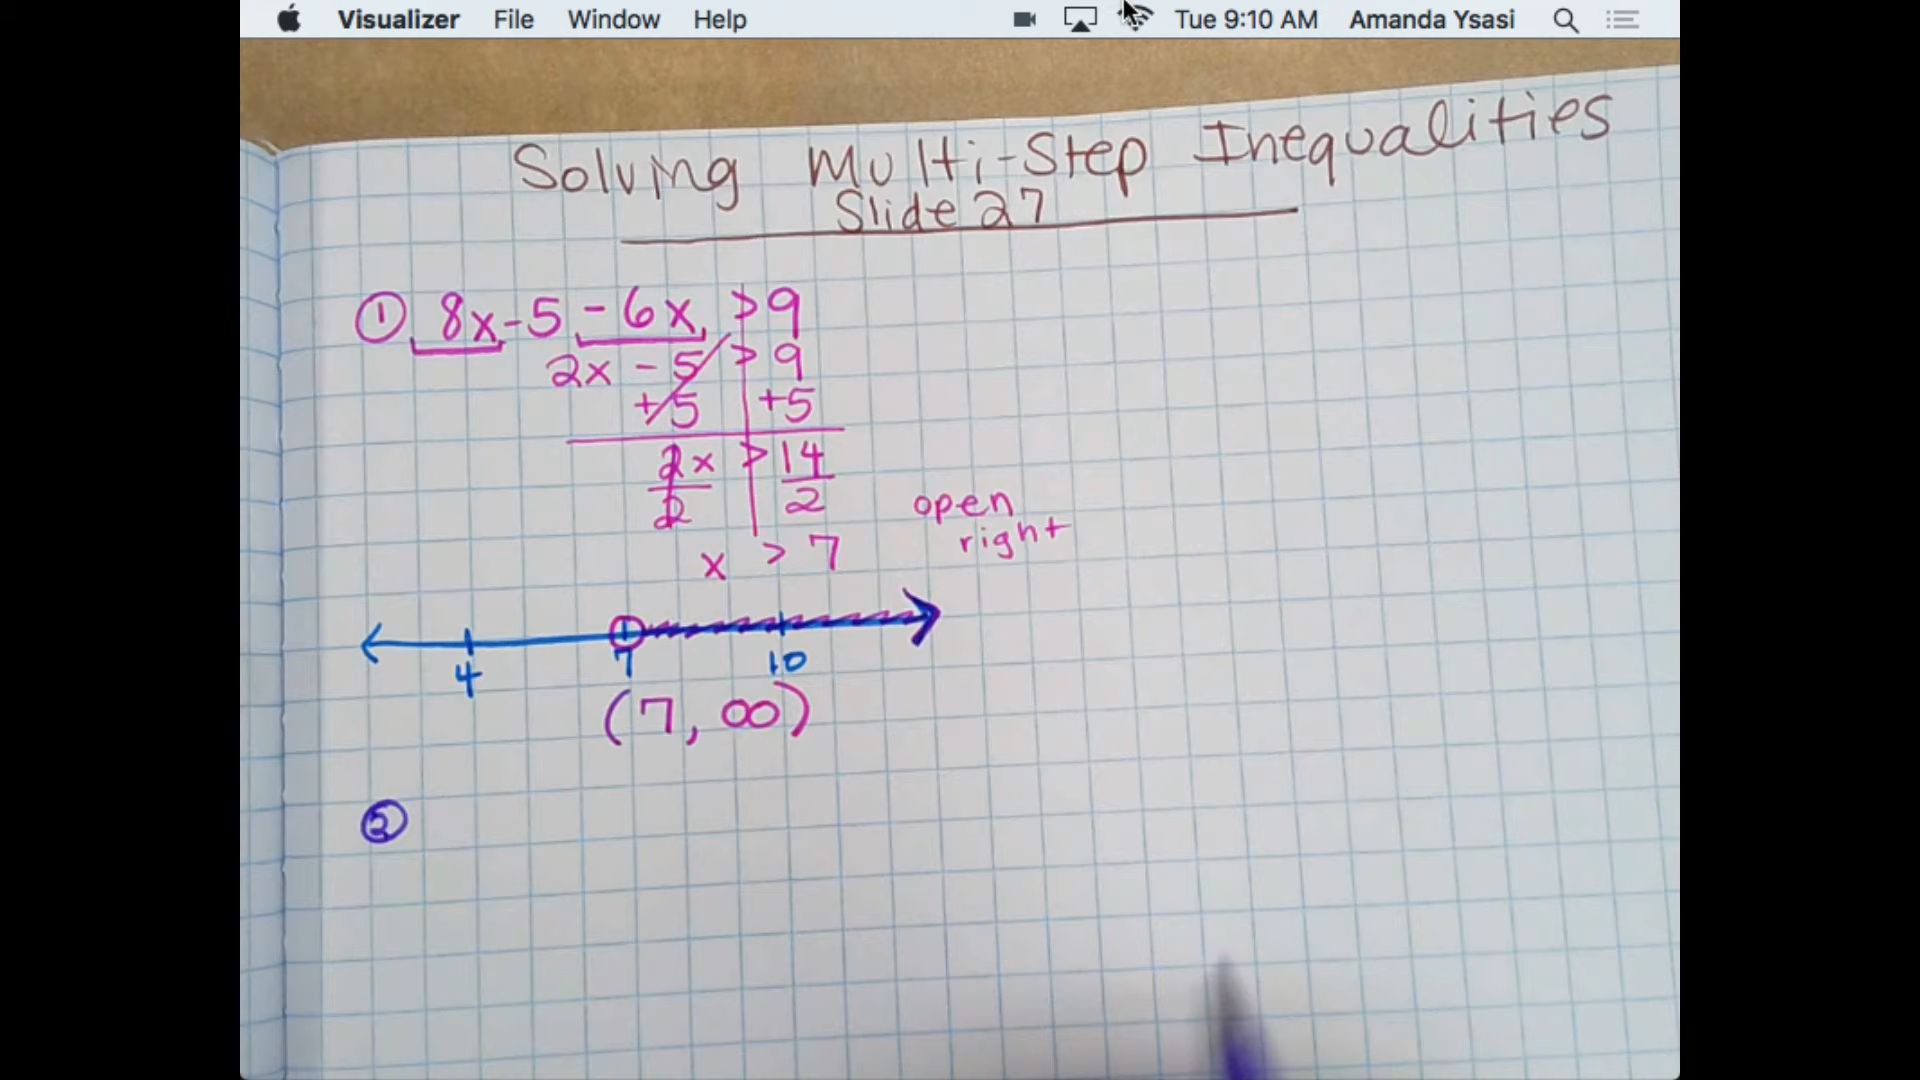 Visualizer File Window Help Tue 9:10 AM Amanda Ysasi
Solving Multi-Step Inequalities
Slide 27
① 8x - 5 - 6x > 9
2x - 5 > 9
+ 5 +5
2x > 14
2 2
open
right
x > 7
4 7 10
(7, ∞)
②